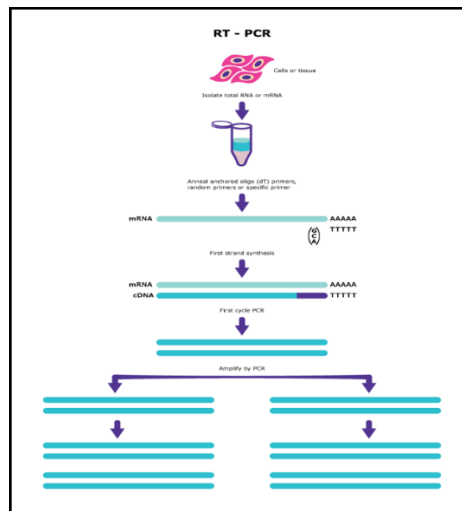 RT - PCR
Cells or tissue
Isolate total RNA or mRNA
Anneal anchored oligo (dT) primers,
random primers or specific primer
mRNA AAAAA
(G C A) TTTTT
First strand synthesis
mRNA AAAAA
cDNA TTTTT
First cycle PCR
Amplify by PCR